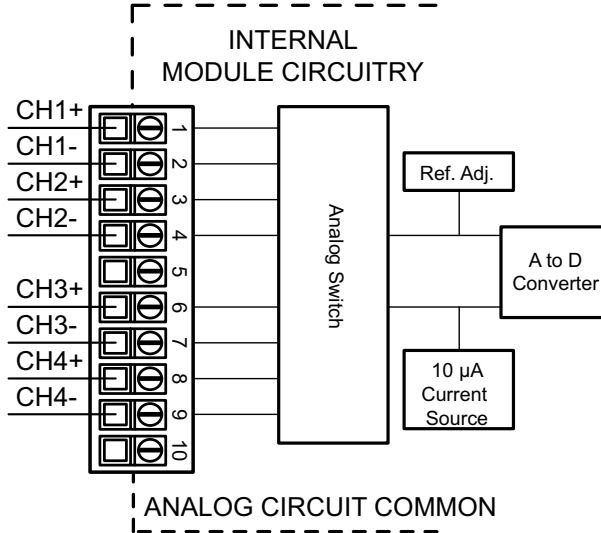 INTERNAL
MODULE CIRCUITRY
CH1+
CH1-
CH2+
CH2-
CH3+
CH3-
CH4+
CH4-
1
2
3
4
5
6
7
8
9
10
Analog Switch
Ref. Adj.
A to D
Converter
10 µA
Current
Source
ANALOG CIRCUIT COMMON